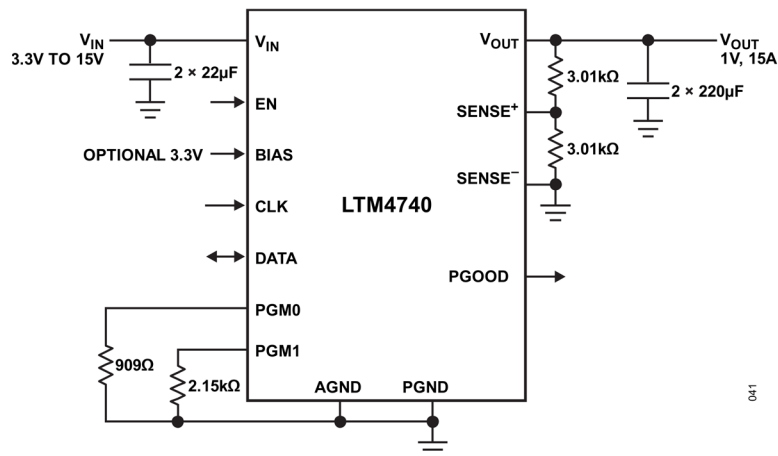 VIN
3.3V TO 15V
2 × 22µF
VIN
EN
OPTIONAL 3.3V
BIAS
CLK
DATA
PGM0
PGM1
909Ω
2.15kΩ
LTM4740
AGND
PGND
VOUT
SENSE+
SENSE−
PGOOD
3.01kΩ
3.01kΩ
2 × 220µF
VOUT
1V, 15A
041